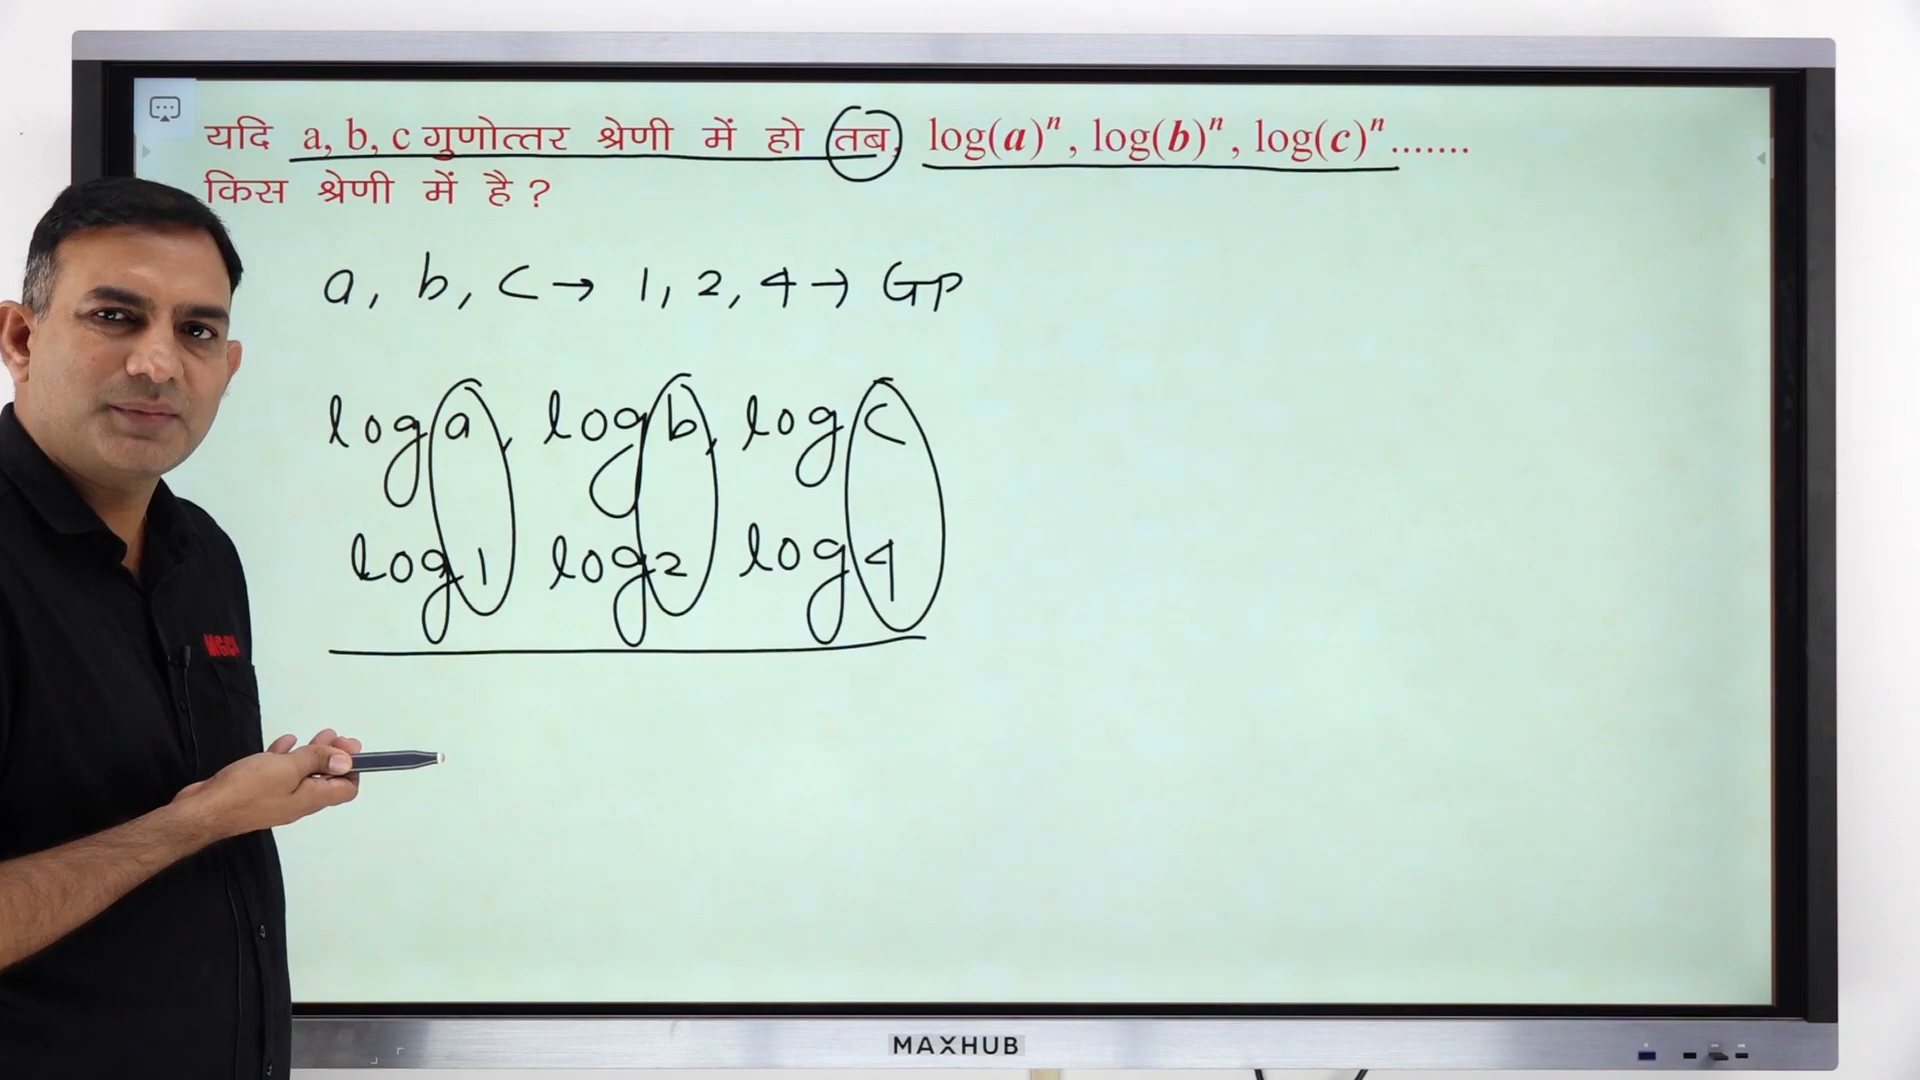 यदि a, b, c गुणोत्तर श्रेणी में हो तब, log(a)ⁿ, log(b)ⁿ, log(c)ⁿ.......
किस श्रेणी में है ?
a, b, c → 1, 2, 4 → GP
log a, log b, log c
log 1 log 2 log 4
MAXHUB